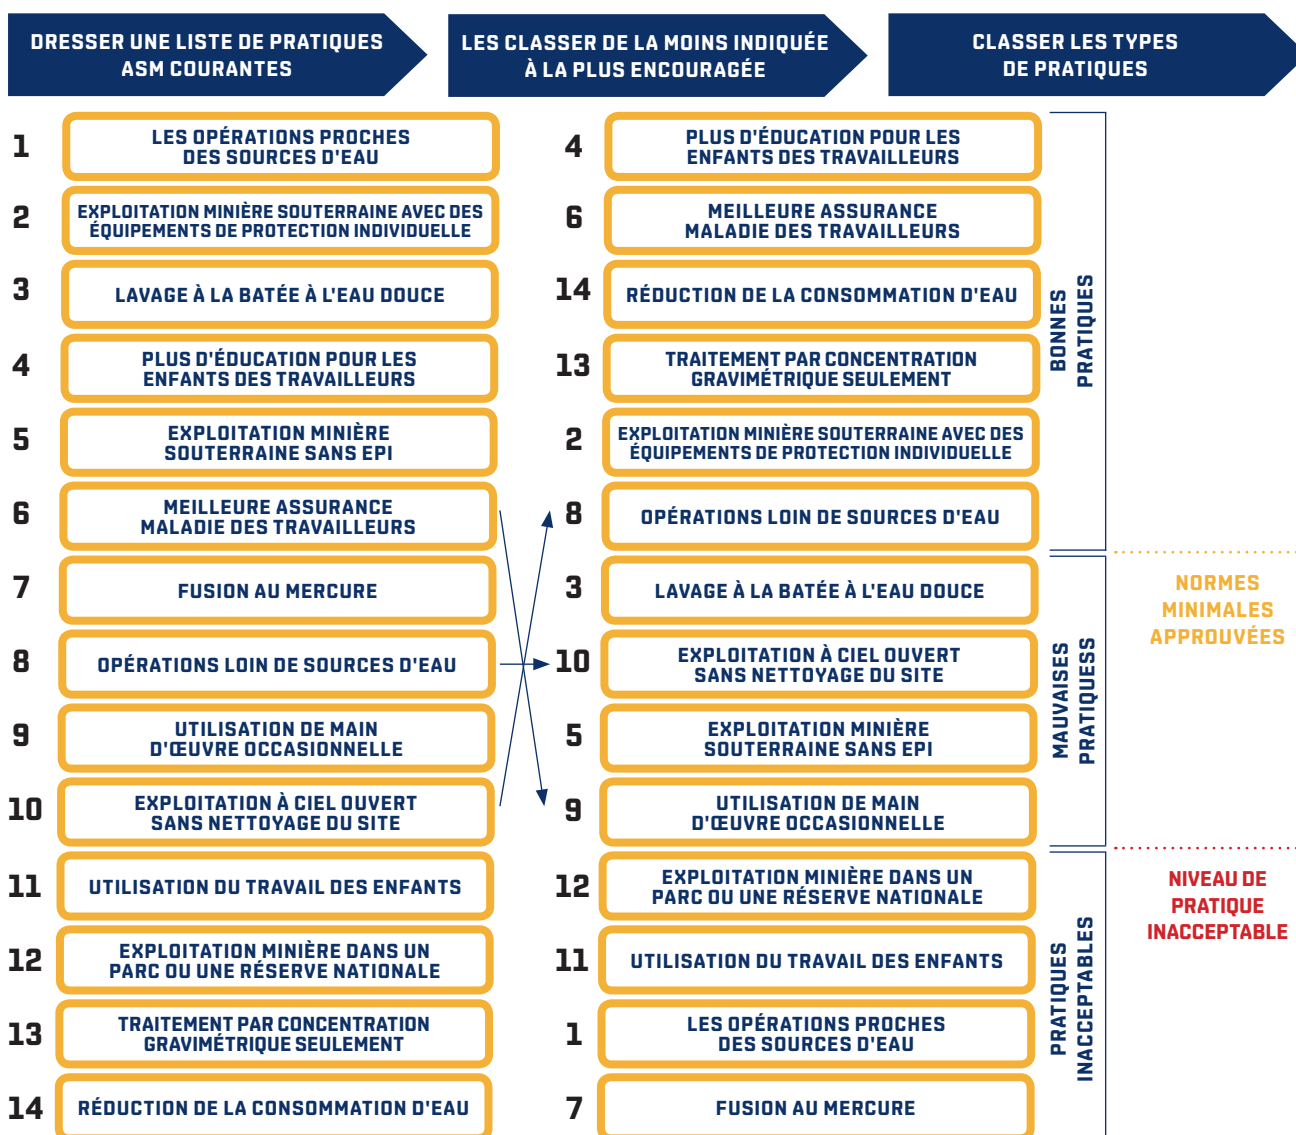 DRESSER UNE LISTE DE PRATIQUES
ASM COURANTES
LES CLASSER DE LA MOINS INDIQUÉE
À LA PLUS ENCOURAGÉE
CLASSER LES TYPES
DE PRATIQUES
1
LES OPÉRATIONS PROCHES
DES SOURCES D'EAU
2
EXPLOITATION MINIÈRE SOUTERRAINE AVEC DES
ÉQUIPEMENTS DE PROTECTION INDIVIDUELLE
3
LAVAGE À LA BATÉE À L'EAU DOUCE
4
PLUS D'ÉDUCATION POUR LES
ENFANTS DES TRAVAILLEURS
5
EXPLOITATION MINIÈRE
SOUTERRAINE SANS EPI
6
MEILLEURE ASSURANCE
MALADIE DES TRAVAILLEURS
7
FUSION AU MERCURE
8
OPÉRATIONS LOIN DE SOURCES D'EAU
9
UTILISATION DE MAIN
D'ŒUVRE OCCASIONNELLE
10
EXPLOITATION À CIEL OUVERT
SANS NETTOYAGE DU SITE
11
UTILISATION DU TRAVAIL DES ENFANTS
12
EXPLOITATION MINIÈRE DANS UN
PARC OU UNE RÉSERVE NATIONALE
13
TRAITEMENT PAR CONCENTRATION
GRAVIMÉTRIQUE SEULEMENT
14
RÉDUCTION DE LA CONSOMMATION D'EAU
4
PLUS D'ÉDUCATION POUR LES
ENFANTS DES TRAVAILLEURS
6
MEILLEURE ASSURANCE
MALADIE DES TRAVAILLEURS
14
RÉDUCTION DE LA CONSOMMATION D'EAU
13
TRAITEMENT PAR CONCENTRATION
GRAVIMÉTRIQUE SEULEMENT
2
EXPLOITATION MINIÈRE SOUTERRAINE AVEC DES
ÉQUIPEMENTS DE PROTECTION INDIVIDUELLE
8
OPÉRATIONS LOIN DE SOURCES D'EAU
3
LAVAGE À LA BATÉE À L'EAU DOUCE
10
EXPLOITATION À CIEL OUVERT
SANS NETTOYAGE DU SITE
5
EXPLOITATION MINIÈRE
SOUTERRAINE SANS EPI
9
UTILISATION DE MAIN
D'ŒUVRE OCCASIONNELLE
12
EXPLOITATION MINIÈRE DANS UN
PARC OU UNE RÉSERVE NATIONALE
11
UTILISATION DU TRAVAIL DES ENFANTS
1
LES OPÉRATIONS PROCHES
DES SOURCES D'EAU
7
FUSION AU MERCURE
BONNES
PRATIQUES
MAUVAISES
PRATIQUESS
PRATIQUES
INACCEPTABLES
NORMES
MINIMALES
APPROUVÉES
NIVEAU DE
PRATIQUE
INACCEPTABLE